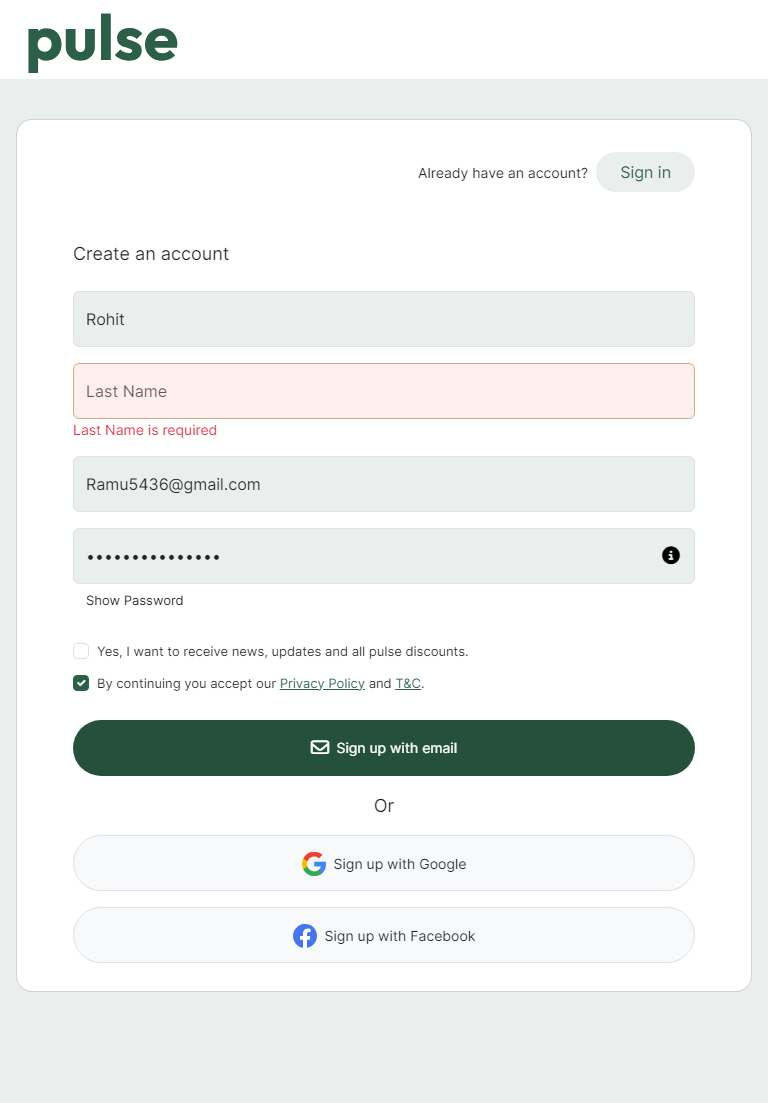 pulse
Already have an account? Sign in
Create an account
Rohit
Last Name
Last Name is required
Ramu5436@gmail.com
•••••••••••••••
Show Password
Yes, I want to receive news, updates and all pulse discounts.
By continuing you accept our Privacy Policy and T&C.
Sign up with email
Or
Sign up with Google
Sign up with Facebook